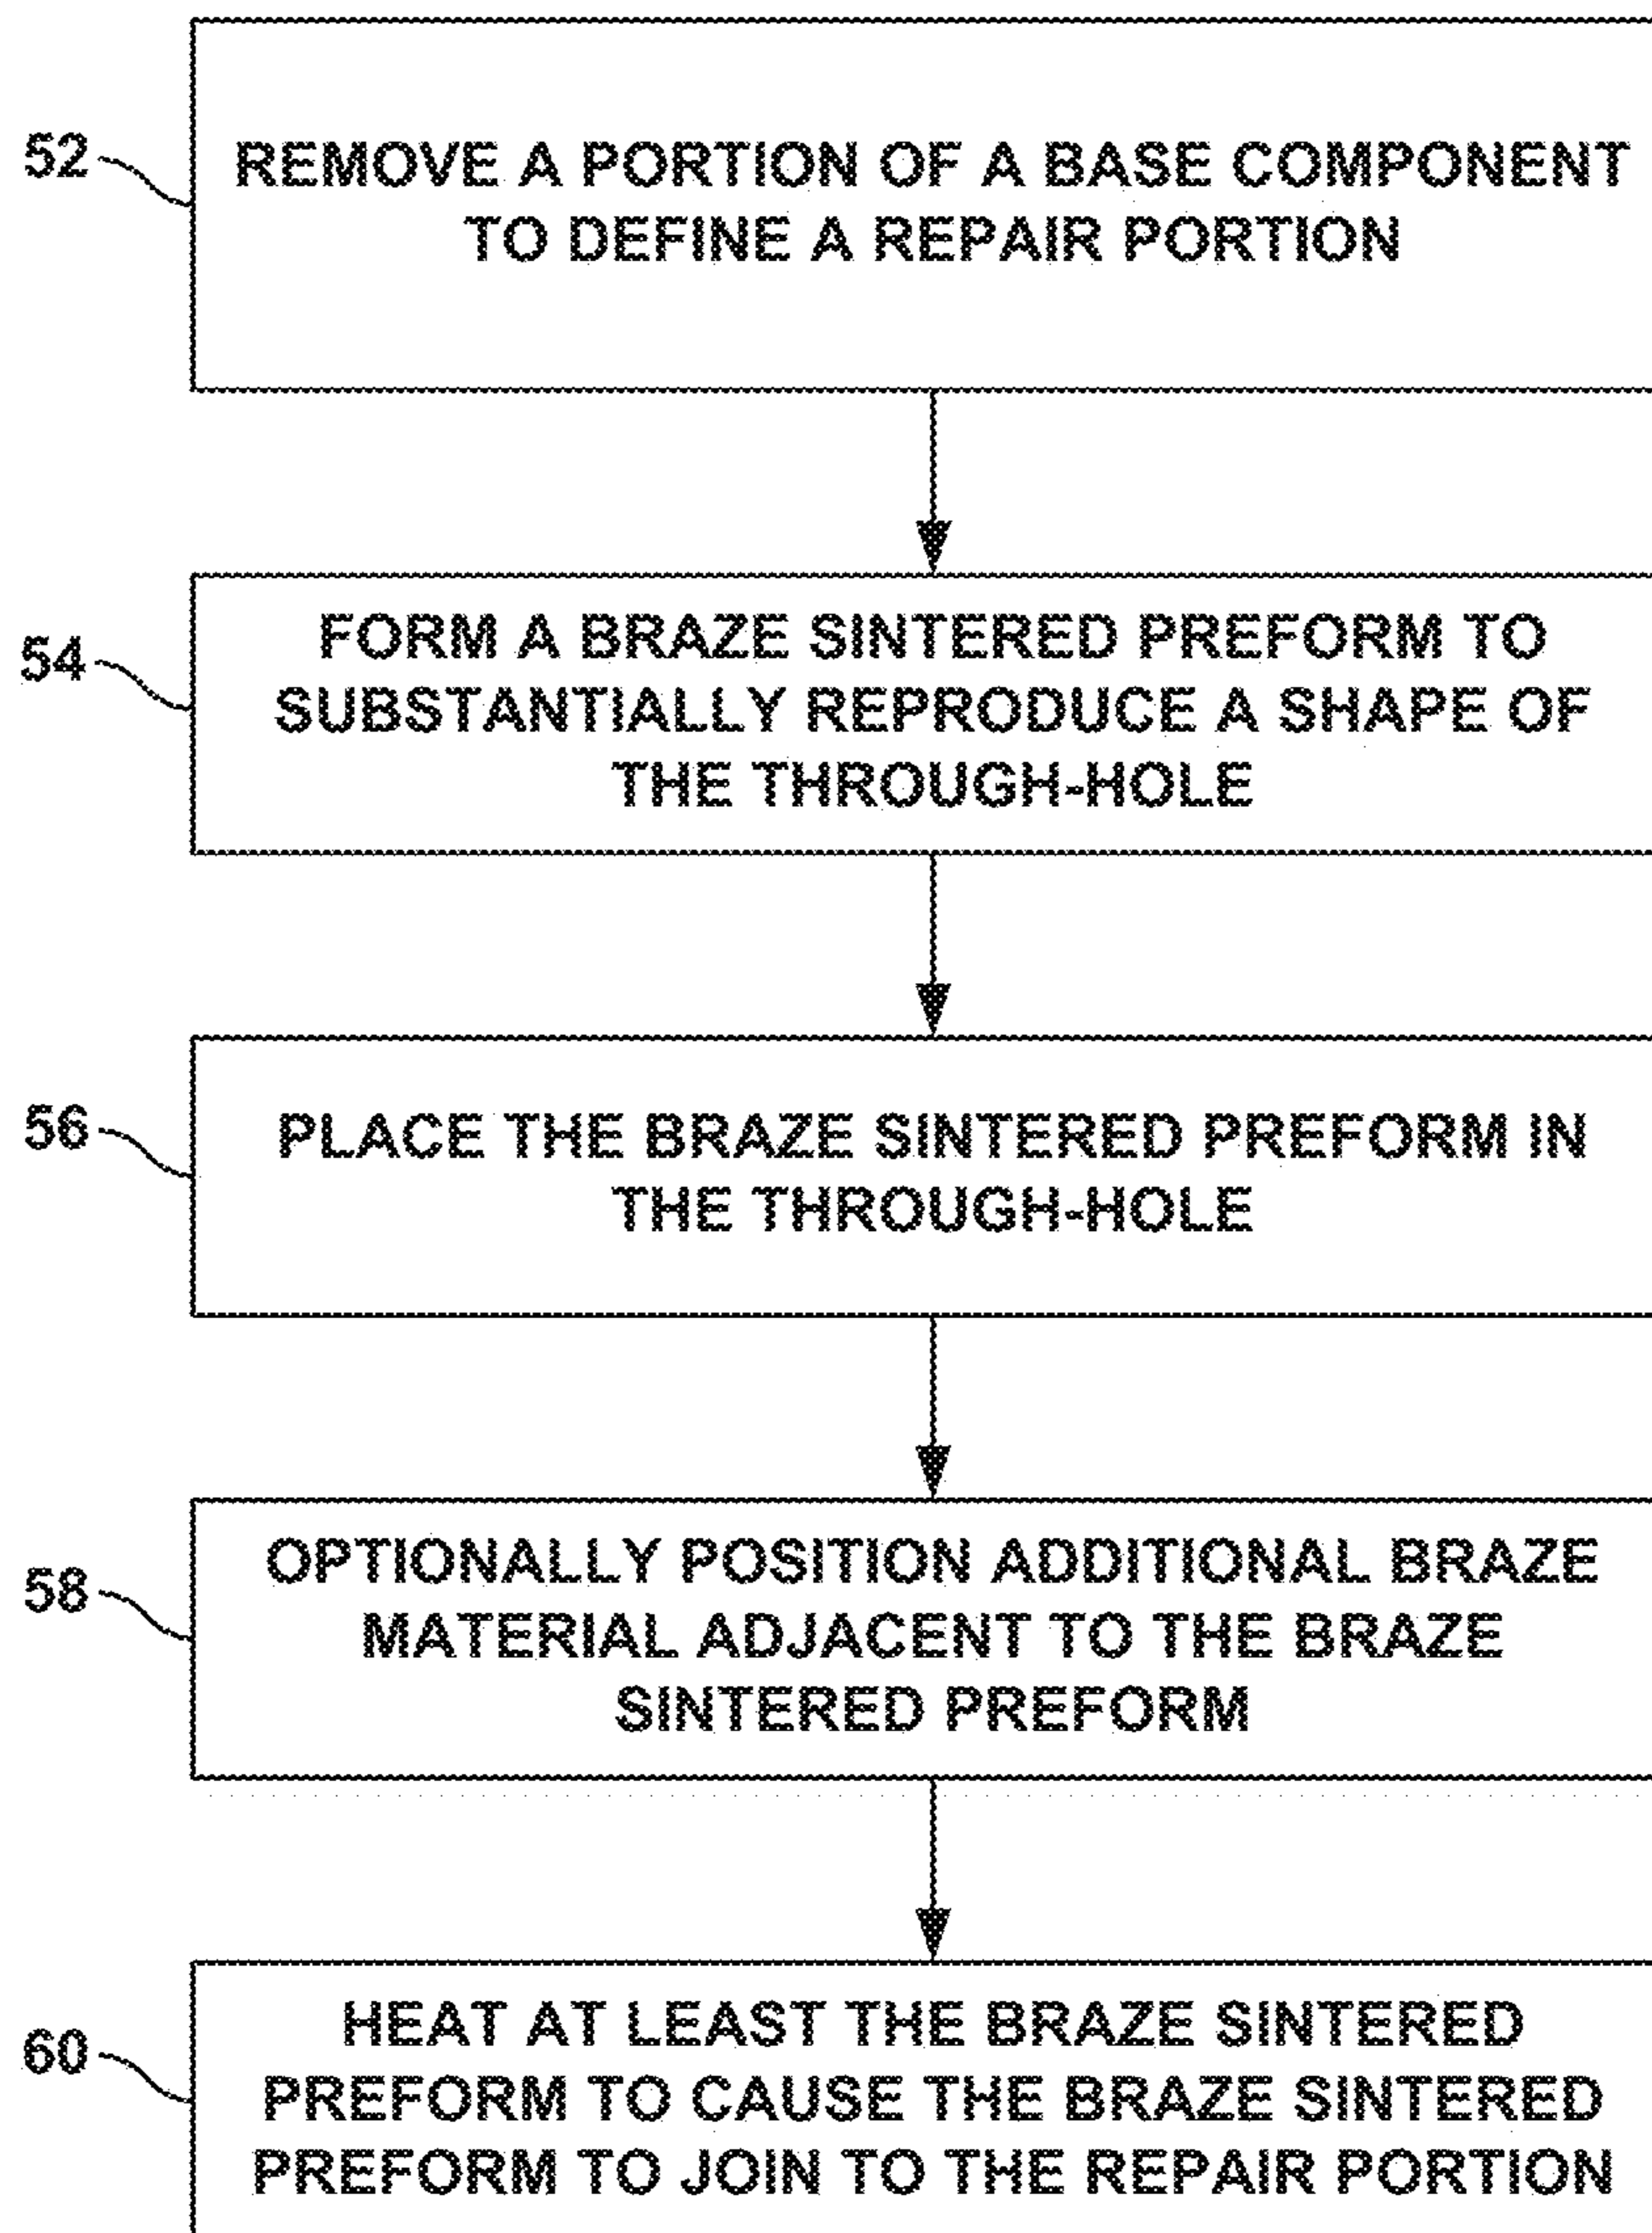 52
REMOVE A PORTION OF A BASE COMPONENT
TO DEFINE A REPAIR PORTION
54
FORM A BRAZE SINTERED PREFORM TO
SUBSTANTIALLY REPRODUCE A SHAPE OF
THE THROUGH-HOLE
56
PLACE THE BRAZE SINTERED PREFORM IN
THE THROUGH-HOLE
58
OPTIONALLY POSITION ADDITIONAL BRAZE
MATERIAL ADJACENT TO THE BRAZE
SINTERED PREFORM
60
HEAT AT LEAST THE BRAZE SINTERED
PREFORM TO CAUSE THE BRAZE SINTERED
PREFORM TO JOIN TO THE REPAIR PORTION